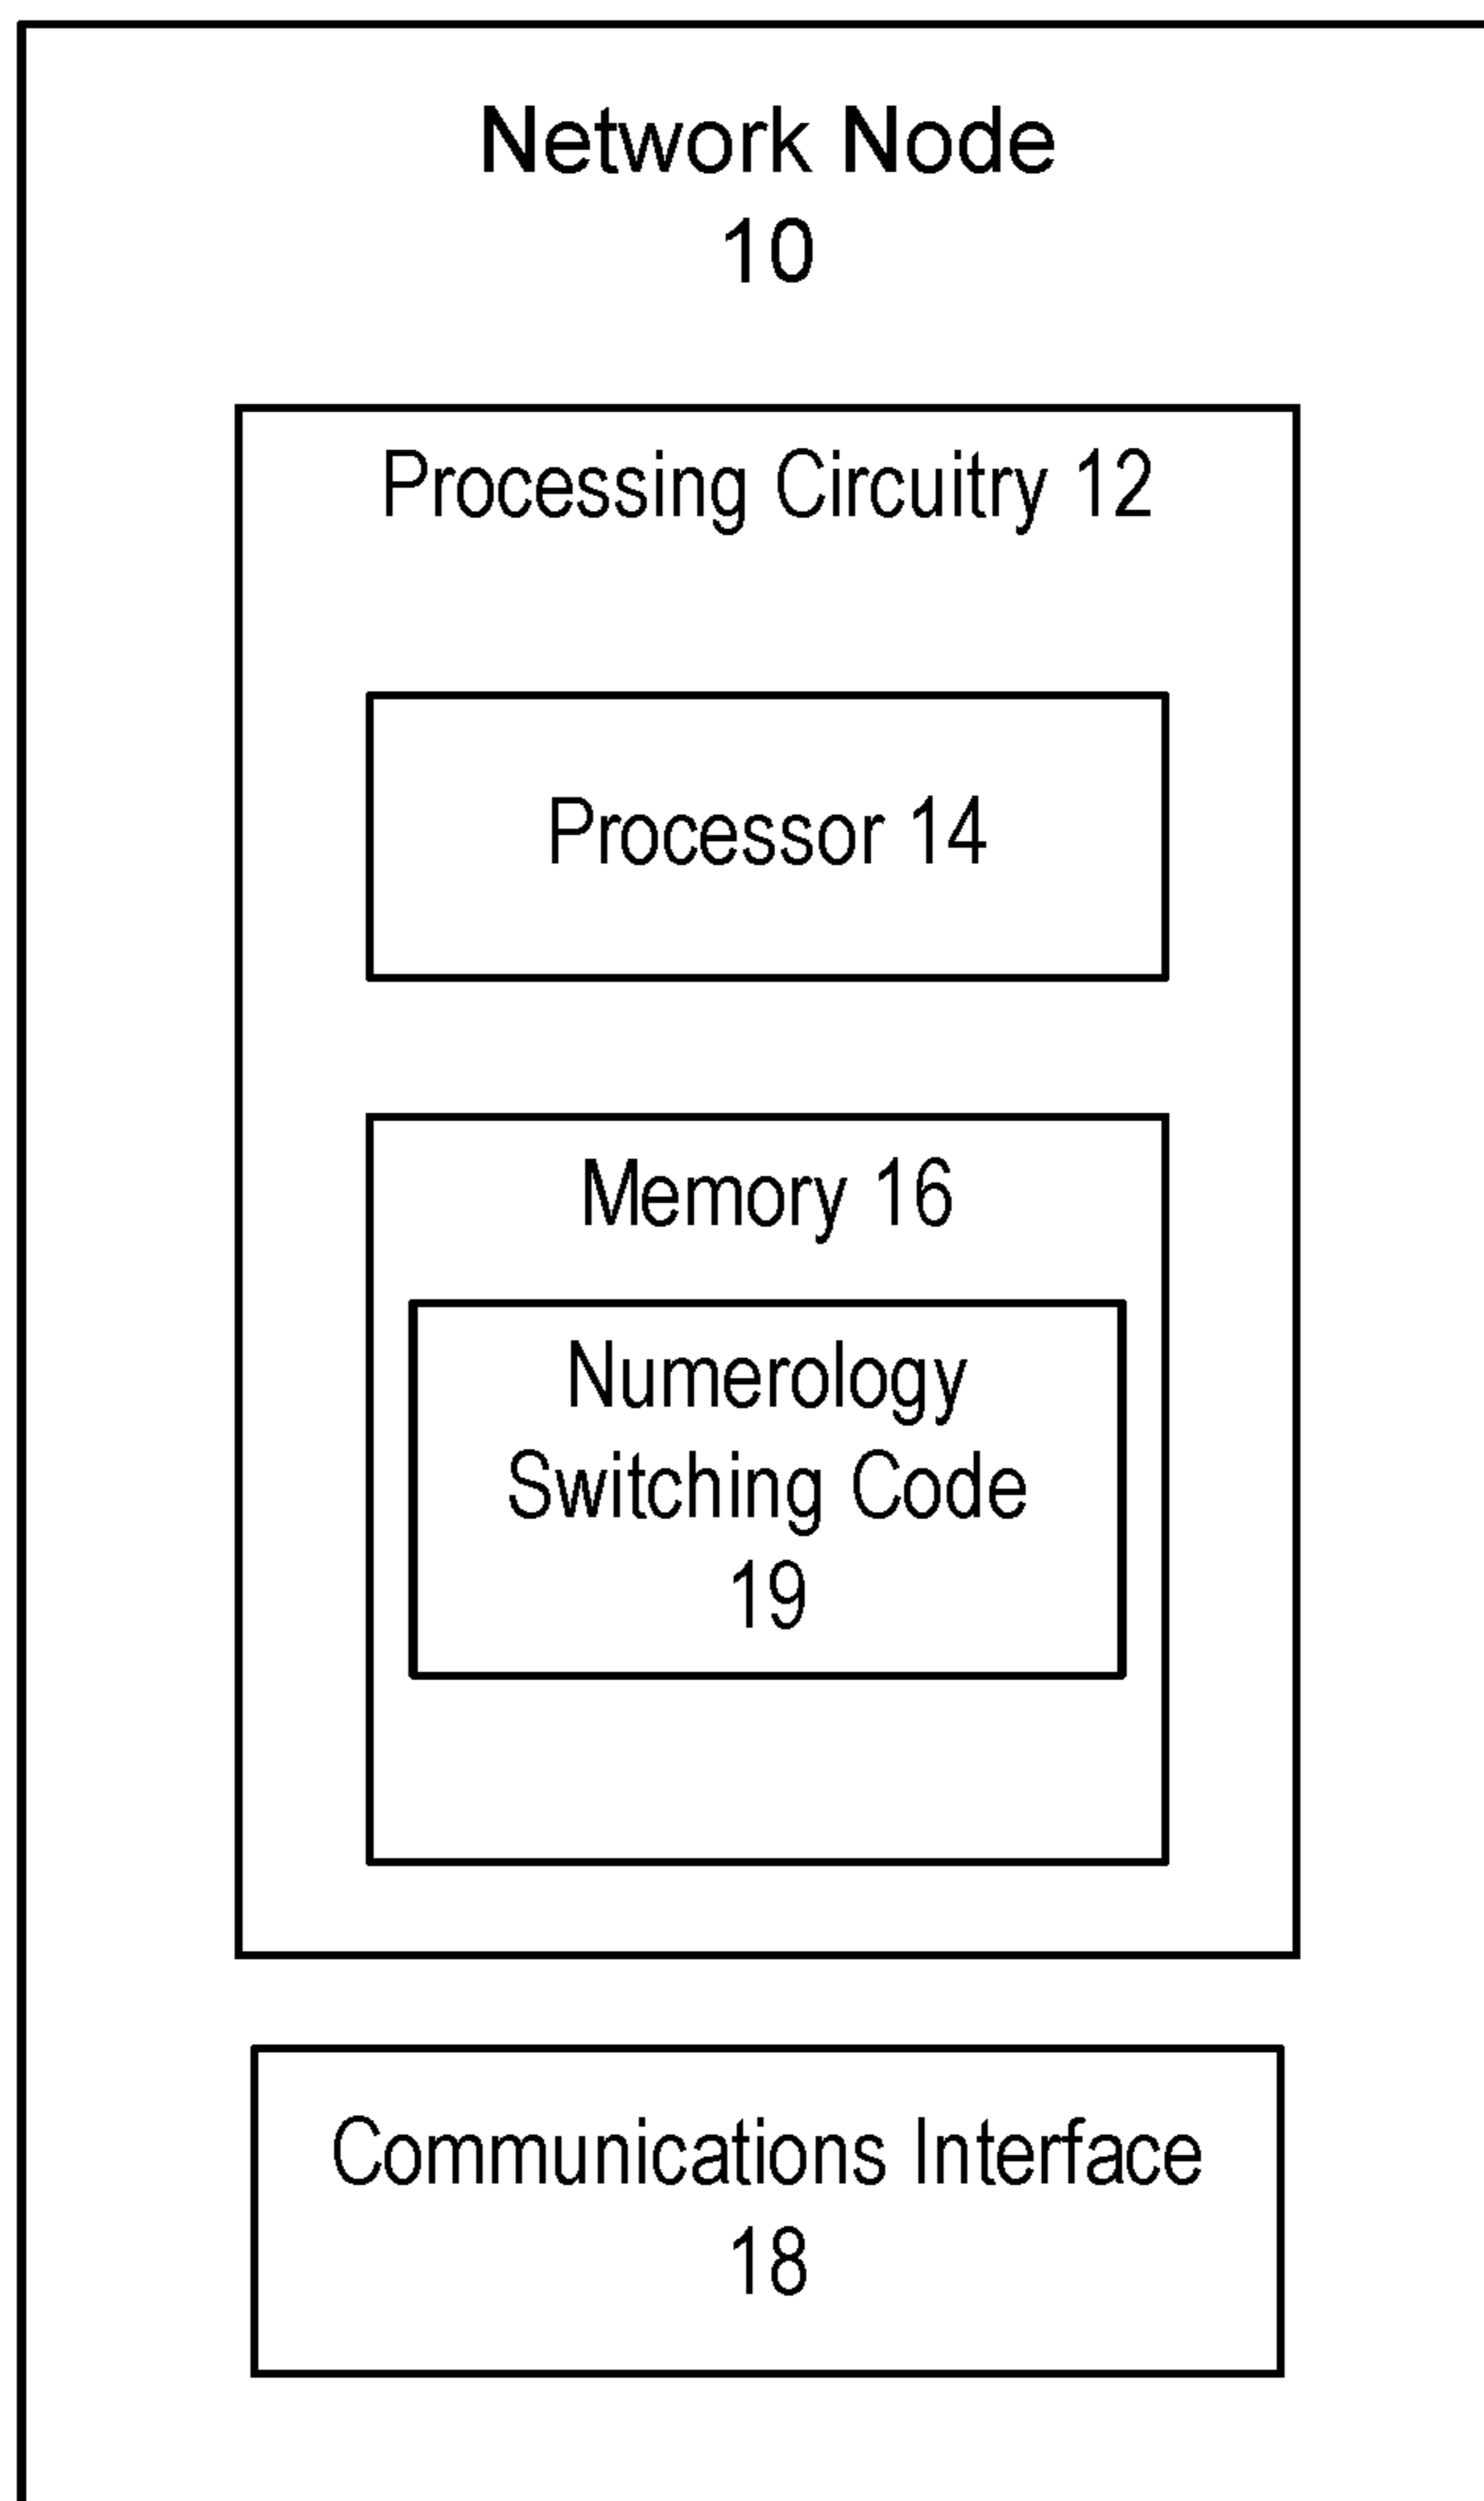 Network Node
10
Processing Circuitry 12
Processor 14
Memory 16
Numerology
Switching Code
19
Communications Interface
18